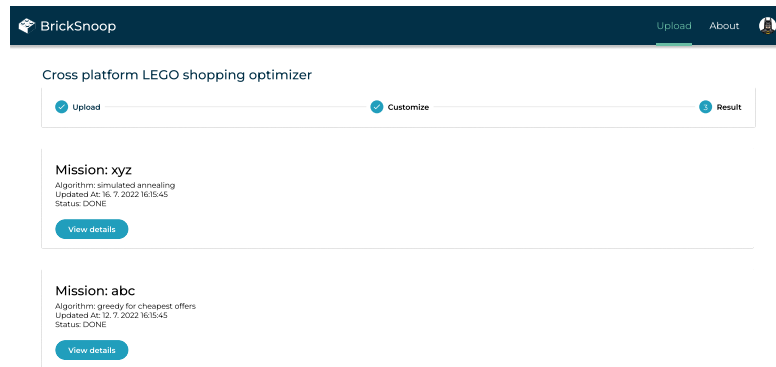 BrickSnoop
Upload About
Cross platform LEGO shopping optimizer
Upload Customize 3 Result
Mission: xyz
Algorithm: simulated annealing
Updated At: 16. 7. 2022 16:15:45
Status: DONE
View details
Mission: abc
Algorithm: greedy for cheapest offers
Updated At: 12. 7. 2022 16:15:45
Status: DONE
View details